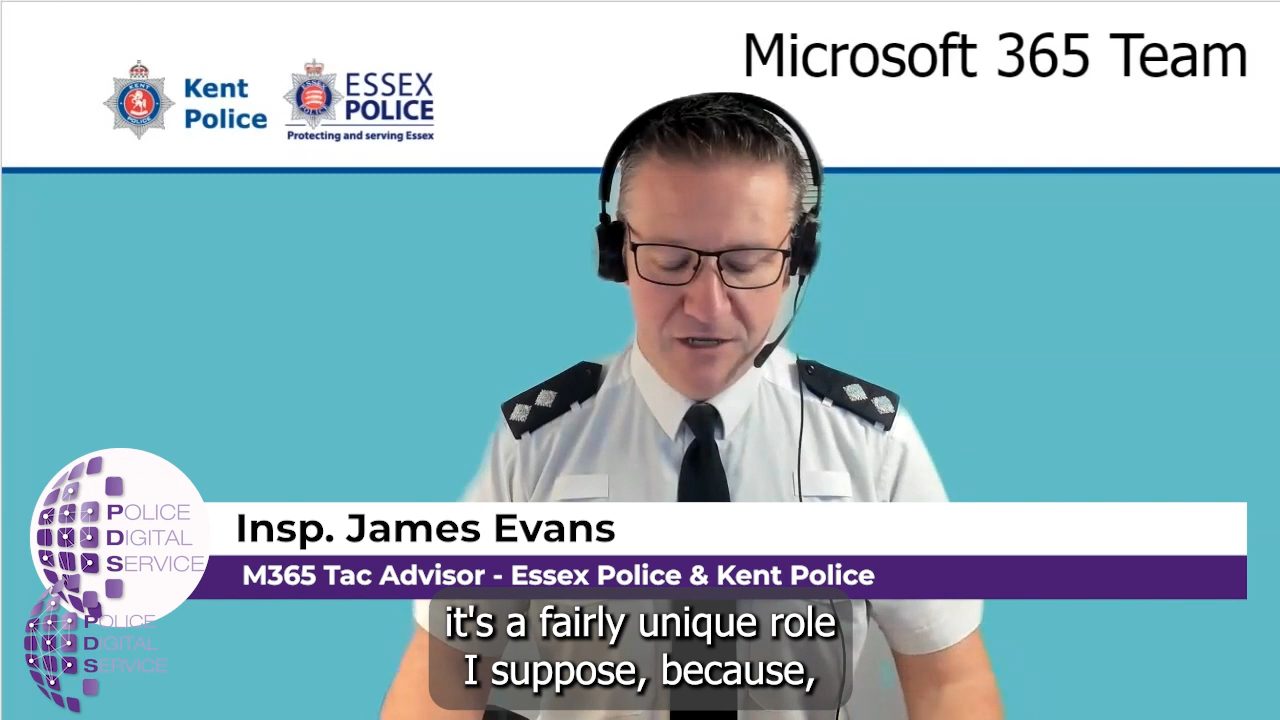 Microsoft 365 Team
Kent
Police
ESSEX
POLICE
Protecting and serving Essex
POLICE
DIGITAL
SERVICE
Insp. James Evans
M365 Tac Advisor - Essex Police & Kent Police
POLICE
DIGITAL
SERVICE
it's a fairly unique role
I suppose, because,